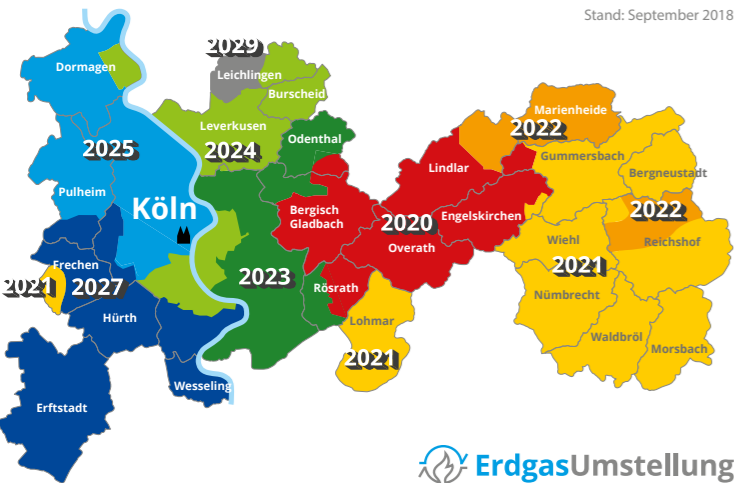 Stand: September 2018
2029
Dormagen
Leichlingen
Burscheid
Marienheide
Leverkusen
2022
Odenthal
2025
2024
Gummersbach
Lindlar
Bergneustadt
Pulheim
Köln
Bergisch
Gladbach
2020
Engelskirchen
2022
Wiehl
Reichshof
Overath
Frechen
2021
2027
2023
2021
Rösrath
Nümbrecht
Hürth
Lohmar
Waldbröl
Morsbach
2021
Wesseling
Erftstadt
ErdgasUmstellung